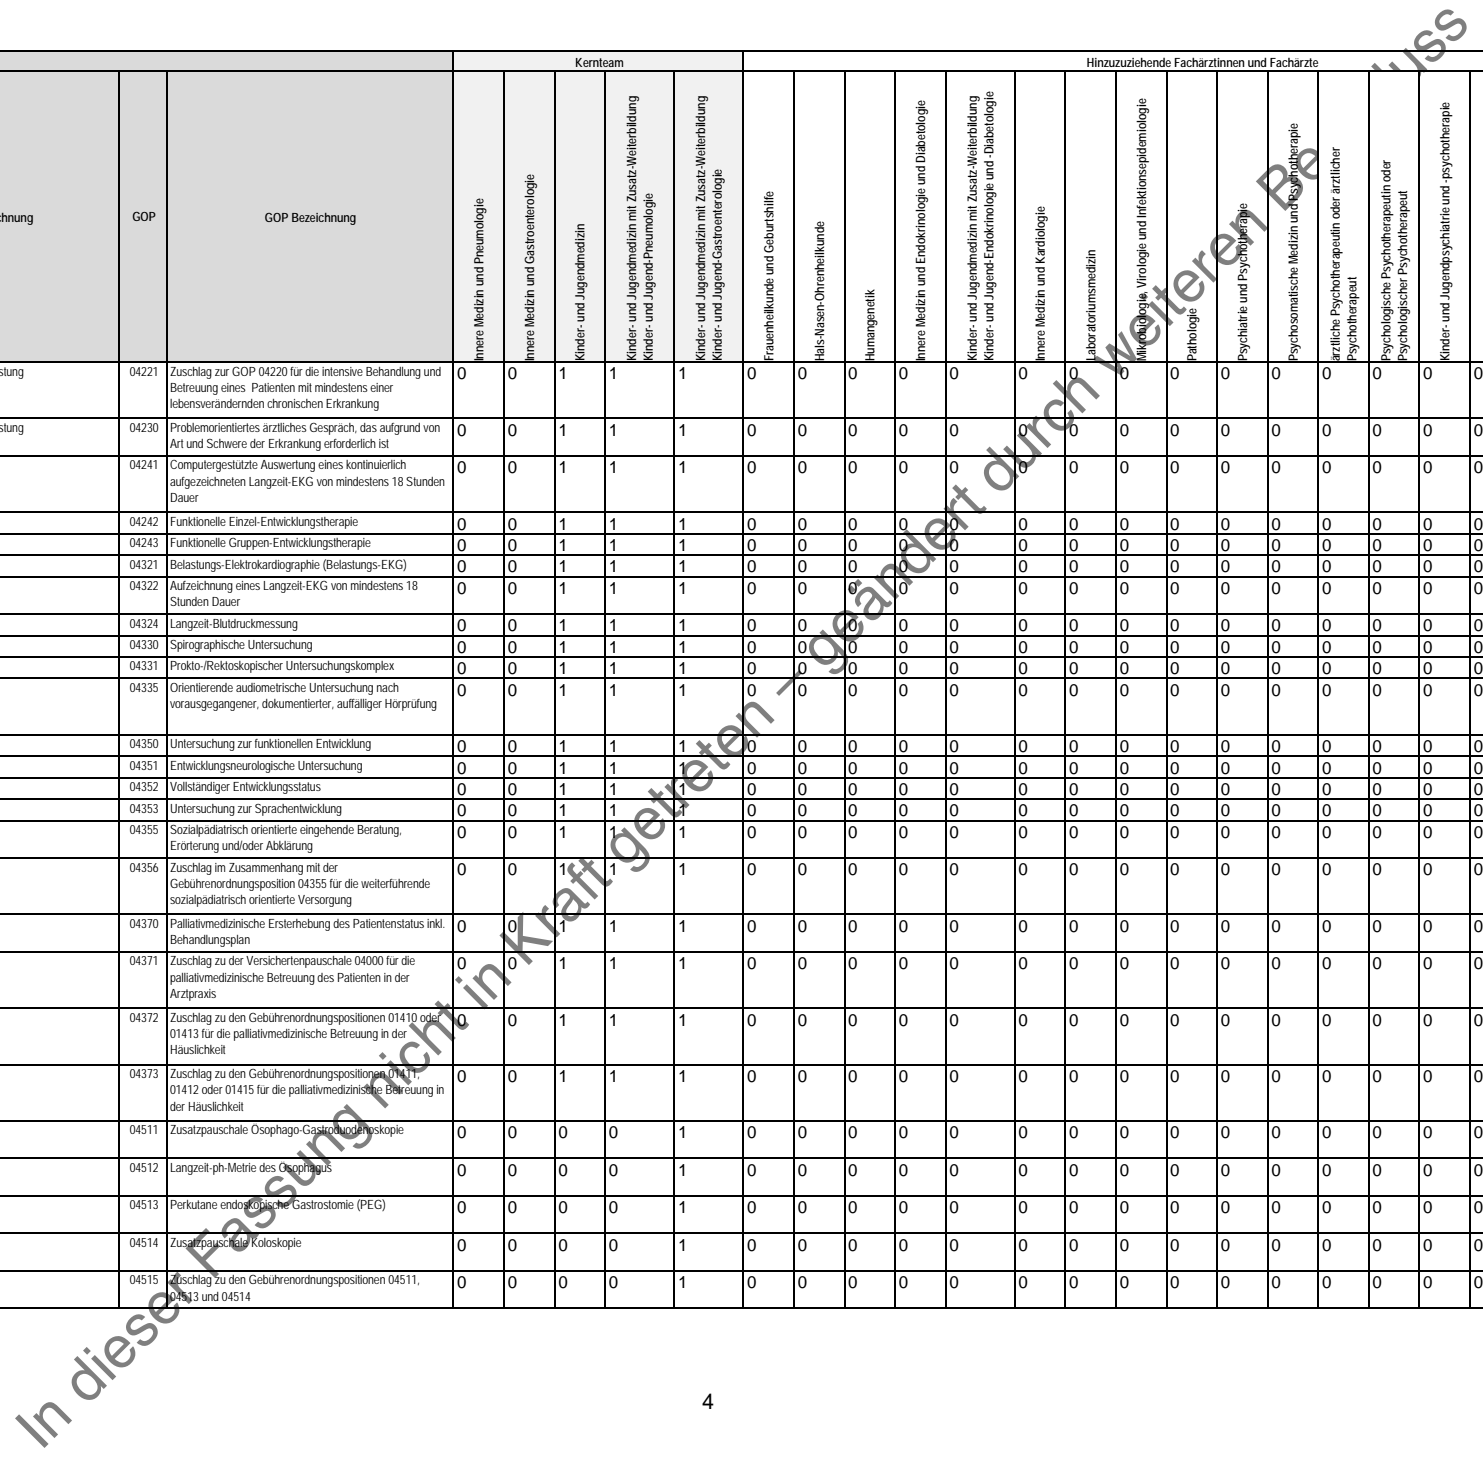 Kernteam
Hinzuzuziehende Fachärztinnen und Fachärzte
chnung
GOP
GOP Bezeichnung
Innere Medizin und Pneumologie
Innere Medizin und Gastroenterologie
Kinder- und Jugendmedizin
Kinder- und Jugendmedizin mit Zusatz-Weiterbildung
Kinder- und Jugend-Pneumologie
Kinder- und Jugendmedizin mit Zusatz-Weiterbildung
Kinder- und Jugend-Gastroenterologie
Frauenheilkunde und Geburtshilfe
Hals-Nasen-Ohrenheilkunde
Humangenetik
Innere Medizin und Endokrinologie und Diabetologie
Kinder- und Jugendmedizin mit Zusatz-Weiterbildung
Kinder- und Jugend-Endokrinologie und -Diabetologie
Innere Medizin und Kardiologie
Laboratoriumsmedizin
Mikrobiologie, Virologie und Infektionsepidemiologie
Pathologie
Psychiatrie und Psychotherapie
Psychosomatische Medizin und Psychotherapie
ärztliche Psychotherapeutin oder ärztlicher
Psychotherapeut
Psychologische Psychotherapeutin oder
Psychologischer Psychotherapeut
Kinder- und Jugendpsychiatrie und -psychotherapie
stung 04221 Zuschlag zur GOP 04220 für die intensive Behandlung und 0 0 1 1 1 0 0 0 0 0 0 0 0 0 0 0 0 0 0 0
Betreuung eines Patienten mit mindestens einer
lebensverändernden chronischen Erkrankung
stung 04230 Problemorientiertes ärztliches Gespräch, das aufgrund von 0 0 1 1 1 0 0 0 0 0 0 0 0 0 0 0 0 0 0 0
Art und Schwere der Erkrankung erforderlich ist
04241 Computergestützte Auswertung eines kontinuierlich 0 0 1 1 1 0 0 0 0 0 0 0 0 0 0 0 0 0 0 0
aufgezeichneten Langzeit-EKG von mindestens 18 Stunden
Dauer
04242 Funktionelle Einzel-Entwicklungstherapie 0 0 1 1 1 0 0 0 0 0 0 0 0 0 0 0 0 0 0 0
04243 Funktionelle Gruppen-Entwicklungstherapie 0 0 1 1 1 0 0 0 0 0 0 0 0 0 0 0 0 0 0 0
04321 Belastungs-Elektrokardiographie (Belastungs-EKG) 0 0 1 1 1 0 0 0 0 0 0 0 0 0 0 0 0 0 0 0
04322 Aufzeichnung eines Langzeit-EKG von mindestens 18 0 0 1 1 1 0 0 0 0 0 0 0 0 0 0 0 0 0 0 0
Stunden Dauer
04324 Langzeit-Blutdruckmessung 0 0 1 1 1 0 0 0 0 0 0 0 0 0 0 0 0 0 0 0
04330 Spirographische Untersuchung 0 0 1 1 1 0 0 0 0 0 0 0 0 0 0 0 0 0 0 0
04331 Prokto-/Rektoskopischer Untersuchungskomplex 0 0 1 1 1 0 0 0 0 0 0 0 0 0 0 0 0 0 0 0
04335 Orientierende audiometrische Untersuchung nach 0 0 1 1 1 0 0 0 0 0 0 0 0 0 0 0 0 0 0 0
vorausgegangener, dokumentierter, auffälliger Hörprüfung
04350 Untersuchung zur funktionellen Entwicklung 0 0 1 1 1 0 0 0 0 0 0 0 0 0 0 0 0 0 0 0
04351 Entwicklungsneurologische Untersuchung 0 0 1 1 1 0 0 0 0 0 0 0 0 0 0 0 0 0 0 0
04352 Vollständiger Entwicklungsstatus 0 0 1 1 1 0 0 0 0 0 0 0 0 0 0 0 0 0 0 0
04353 Untersuchung zur Sprachentwicklung 0 0 1 1 1 0 0 0 0 0 0 0 0 0 0 0 0 0 0 0
04355 Sozialpädiatrisch orientierte eingehende Beratung, 0 0 1 1 1 0 0 0 0 0 0 0 0 0 0 0 0 0 0 0
Erörterung und/oder Abklärung
04356 Zuschlag im Zusammenhang mit der 0 0 1 1 1 0 0 0 0 0 0 0 0 0 0 0 0 0 0 0
Gebührenordnungsposition 04355 für die weiterführende
sozialpädiatrisch orientierte Versorgung
04370 Palliativmedizinische Ersterhebung des Patientenstatus inkl. 0 0 1 1 1 0 0 0 0 0 0 0 0 0 0 0 0 0 0 0
Behandlungsplan
04371 Zuschlag zu der Versichertenpauschale 04000 für die 0 0 1 1 1 0 0 0 0 0 0 0 0 0 0 0 0 0 0 0
palliativmedizinische Betreuung des Patienten in der
Arztpraxis
04372 Zuschlag zu den Gebührenordnungspositionen 01410 oder 0 0 1 1 1 0 0 0 0 0 0 0 0 0 0 0 0 0 0 0
01413 für die palliativmedizinische Betreuung in der
Häuslichkeit
04373 Zuschlag zu den Gebührenordnungspositionen 01411, 0 0 1 1 1 0 0 0 0 0 0 0 0 0 0 0 0 0 0 0
01412 oder 01415 für die palliativmedizinische Betreuung in
der Häuslichkeit
04511 Zusatzpauschale Ösophago-Gastroduodenoskopie 0 0 0 0 1 0 0 0 0 0 0 0 0 0 0 0 0 0 0 0
04512 Langzeit-ph-Metrie des Ösophagus 0 0 0 0 1 0 0 0 0 0 0 0 0 0 0 0 0 0 0 0
04513 Perkutane endoskopische Gastrostomie (PEG) 0 0 0 0 1 0 0 0 0 0 0 0 0 0 0 0 0 0 0 0
04514 Zusatzpauschale Koloskopie 0 0 0 0 1 0 0 0 0 0 0 0 0 0 0 0 0 0 0 0
04515 Zuschlag zu den Gebührenordnungspositionen 04511, 0 0 0 0 1 0 0 0 0 0 0 0 0 0 0 0 0 0 0 0
04513 und 04514
In dieser Fassung nicht in Kraft getreten – geändert durch weiteren Be luss
4